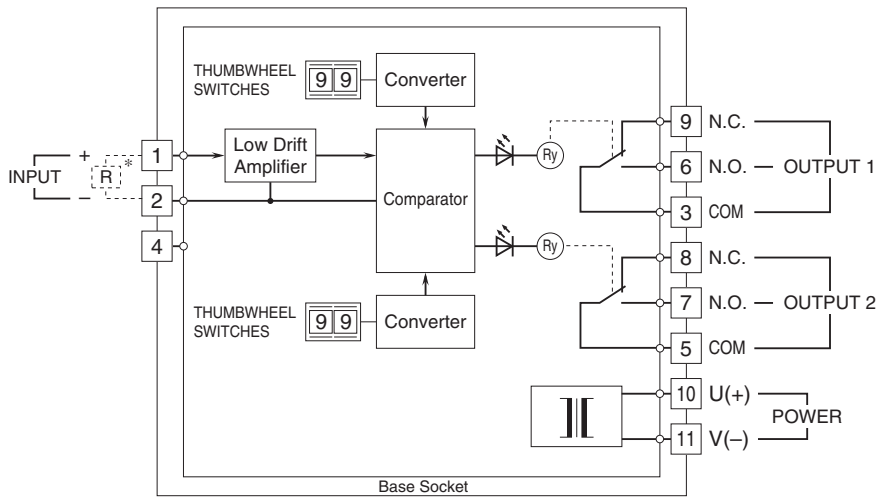 THUMBWHEEL
SWITCHES
9 9
Converter
9 N.C.
1
Low Drift
Amplifier
Ry
+
*
R
INPUT
6 N.O.
OUTPUT 1
Comparator
–
2
3 COM
4
Ry
8 N.C.
7 N.O.
OUTPUT 2
THUMBWHEEL
SWITCHES
9 9
Converter
5 COM
10 U(+)
POWER
11 V(–)
Base Socket